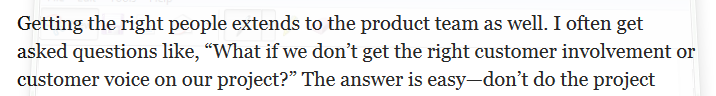 Getting the right people extends to the product team as well. I often get
asked questions like, “What if we don’t get the right customer involvement or
customer voice on our project?” The answer is easy—don’t do the project